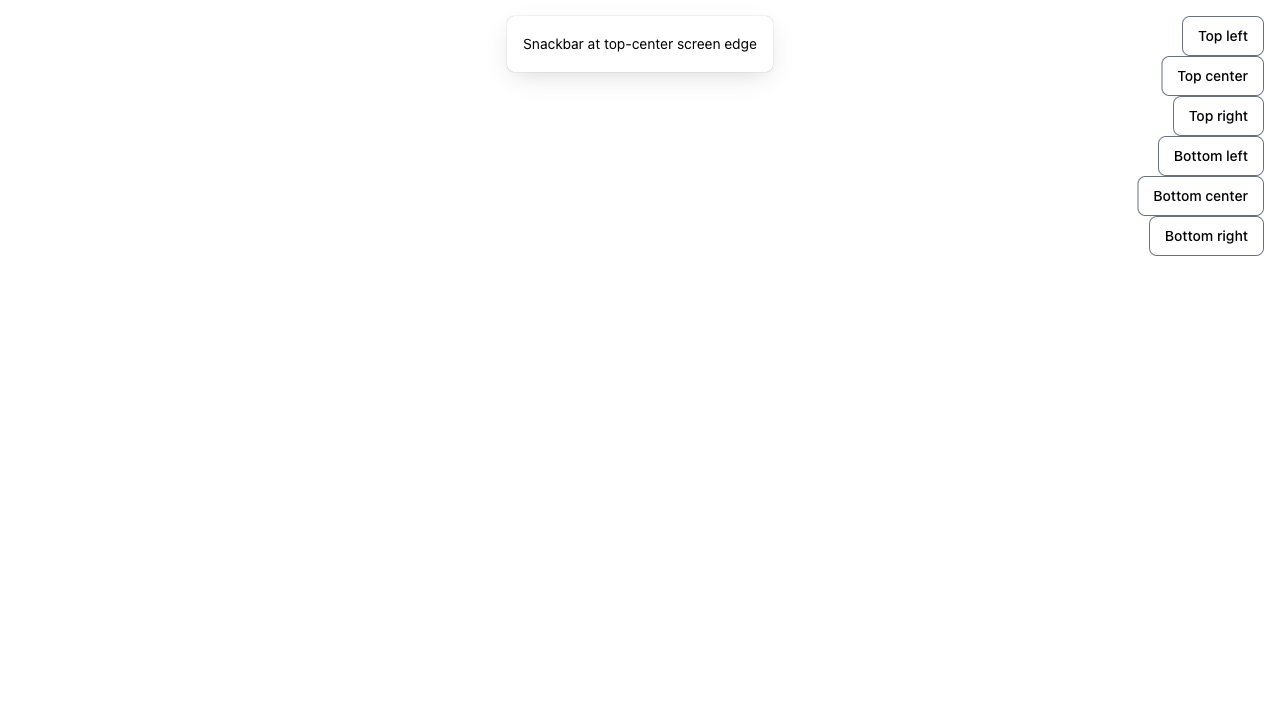 Snackbar at top-center screen edge
Top left
Top center
Top right
Bottom left
Bottom center
Bottom right